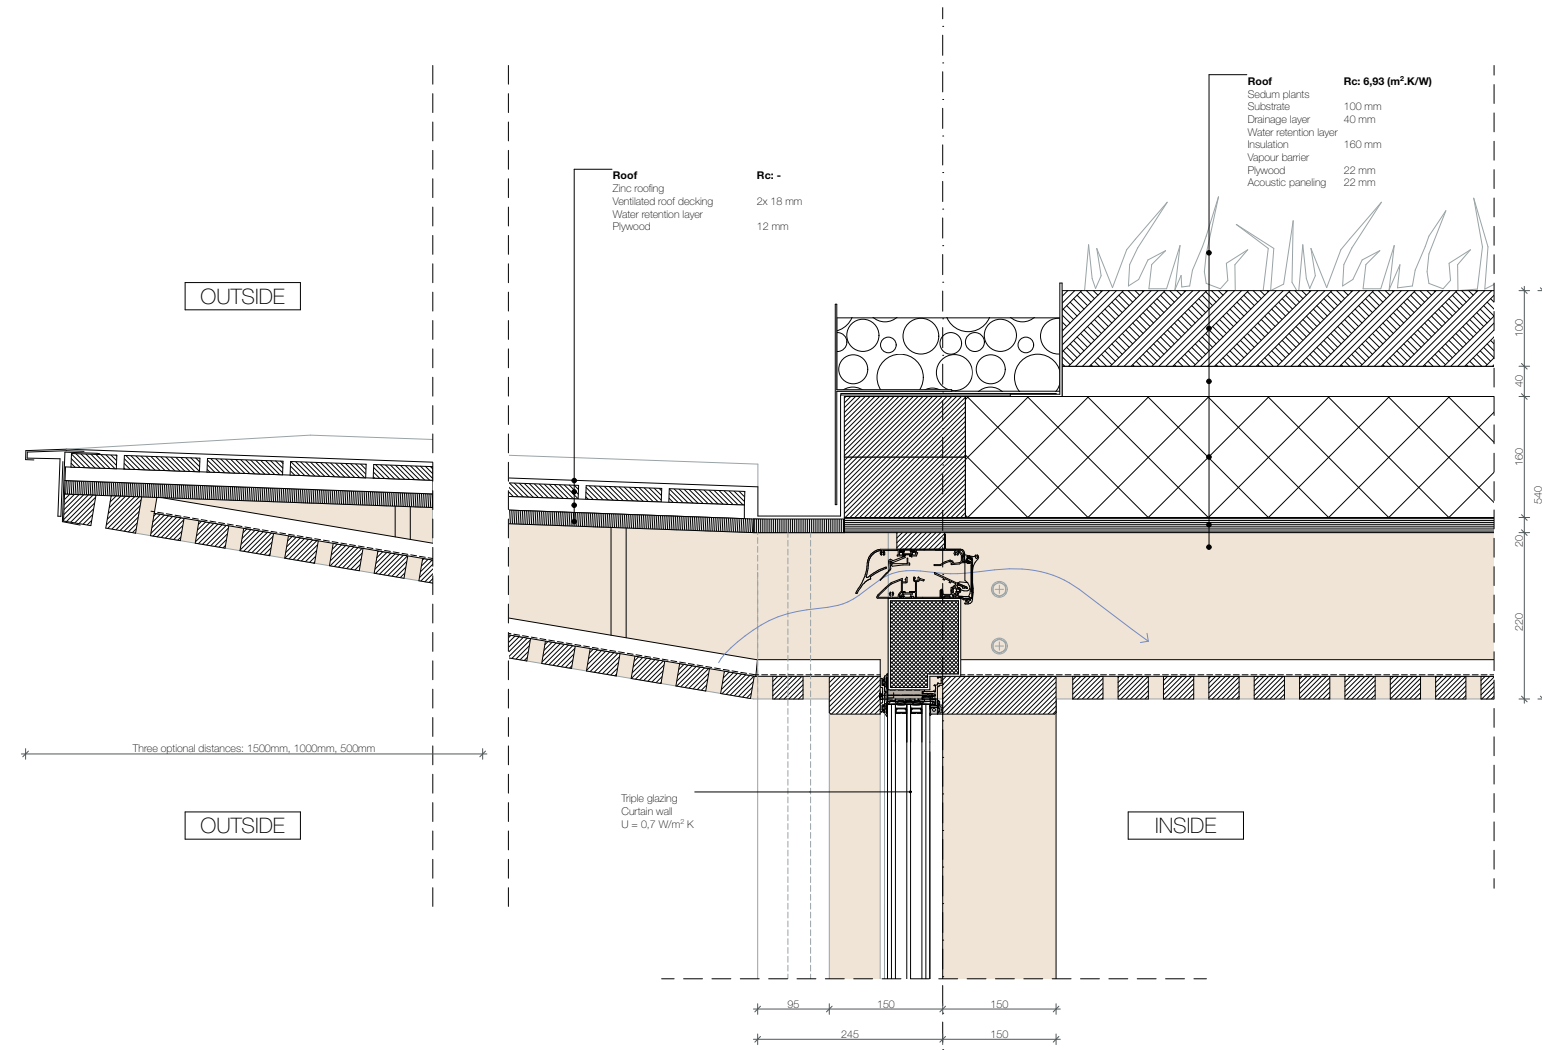 Roof Rc: 6,93 (m².K/W)
Sedum plants
Substrate 100 mm
Drainage layer 40 mm
Water retention layer
Insulation 160 mm
Vapour barrier
Plywood 22 mm
Acoustic paneling 22 mm
Roof Rc: -
Zinc roofing
Ventilated roof decking 2x 18 mm
Water retention layer
Plywood 12 mm
OUTSIDE
100
40
160
540
20
220
Three optional distances: 1500mm, 1000mm, 500mm
OUTSIDE
Triple glazing
Curtain wall
U = 0,7 W/m² K
INSIDE
95 150 150
245 150